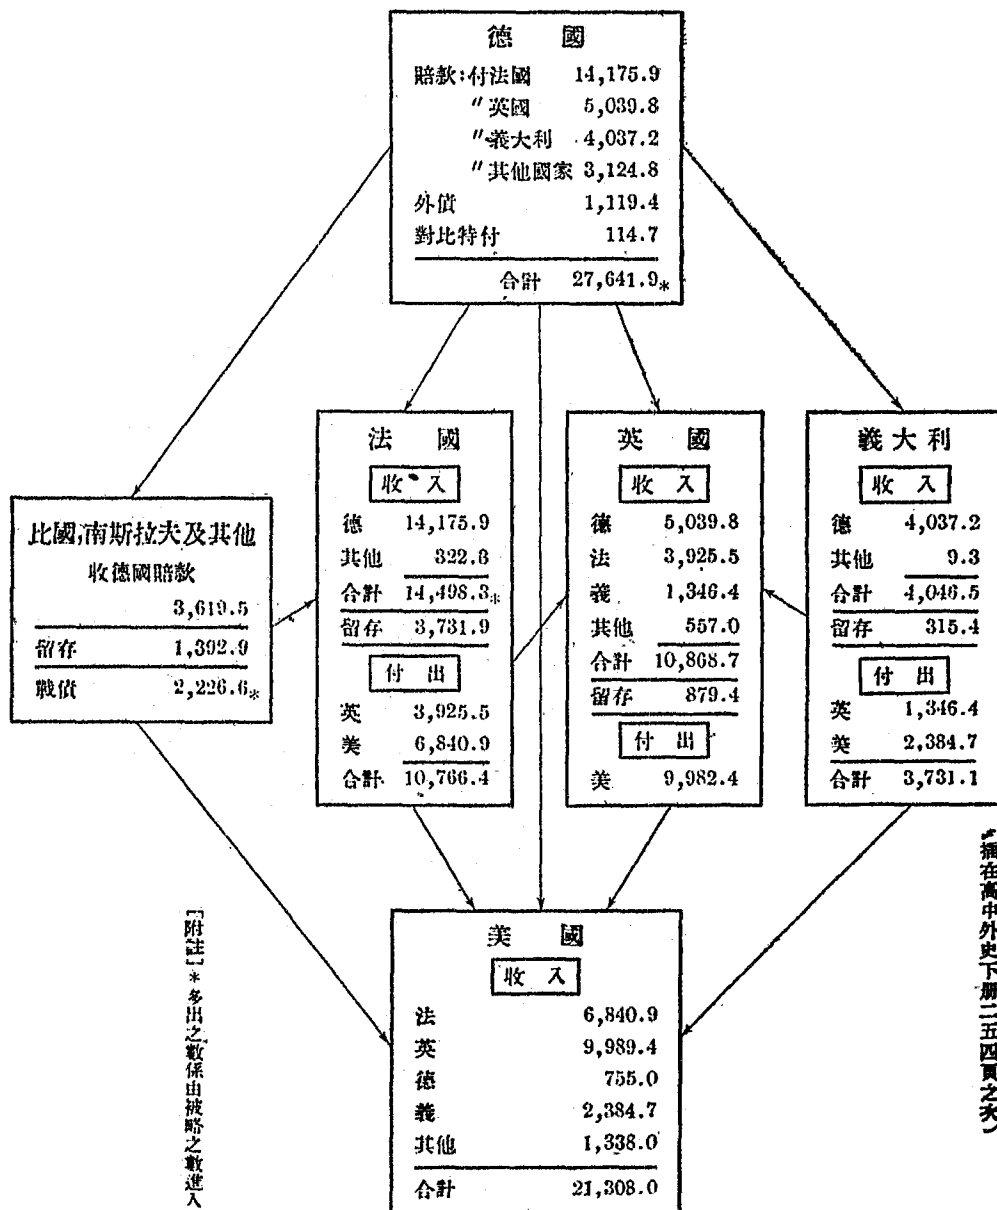 德國
賠款:付法國 14,175.9
〃英國 5,039.8
〃義大利 4,037.2
〃其他國家 3,124.8
外債 1,119.4
對比特付 114.7
合計 27,641.9*
比國,南斯拉夫及其他
收德國賠款
3,619.5
留存 1,392.9
戰債 2,226.6*
法國
收入
德 14,175.9
其他 322.8
合計 14,498.3*
留存 3,731.9
付出
英 3,925.5
美 6,840.9
合計 10,766.4
英國
收入
德 5,039.8
法 3,925.5
義 1,346.4
其他 557.0
合計 10,868.7
留存 879.4
付出
美 9,982.4
義大利
收入
德 4,037.2
其他 9.3
合計 4,046.5
留存 315.4
付出
英 1,346.4
美 2,384.7
合計 3,731.1
美國
收入
法 6,840.9
英 9,989.4
德 755.0
義 2,384.7
其他 1,338.0
合計 21,308.0
[附註]*多出之數係由被略之數進入
插在高中外史下册二五四頁之次)